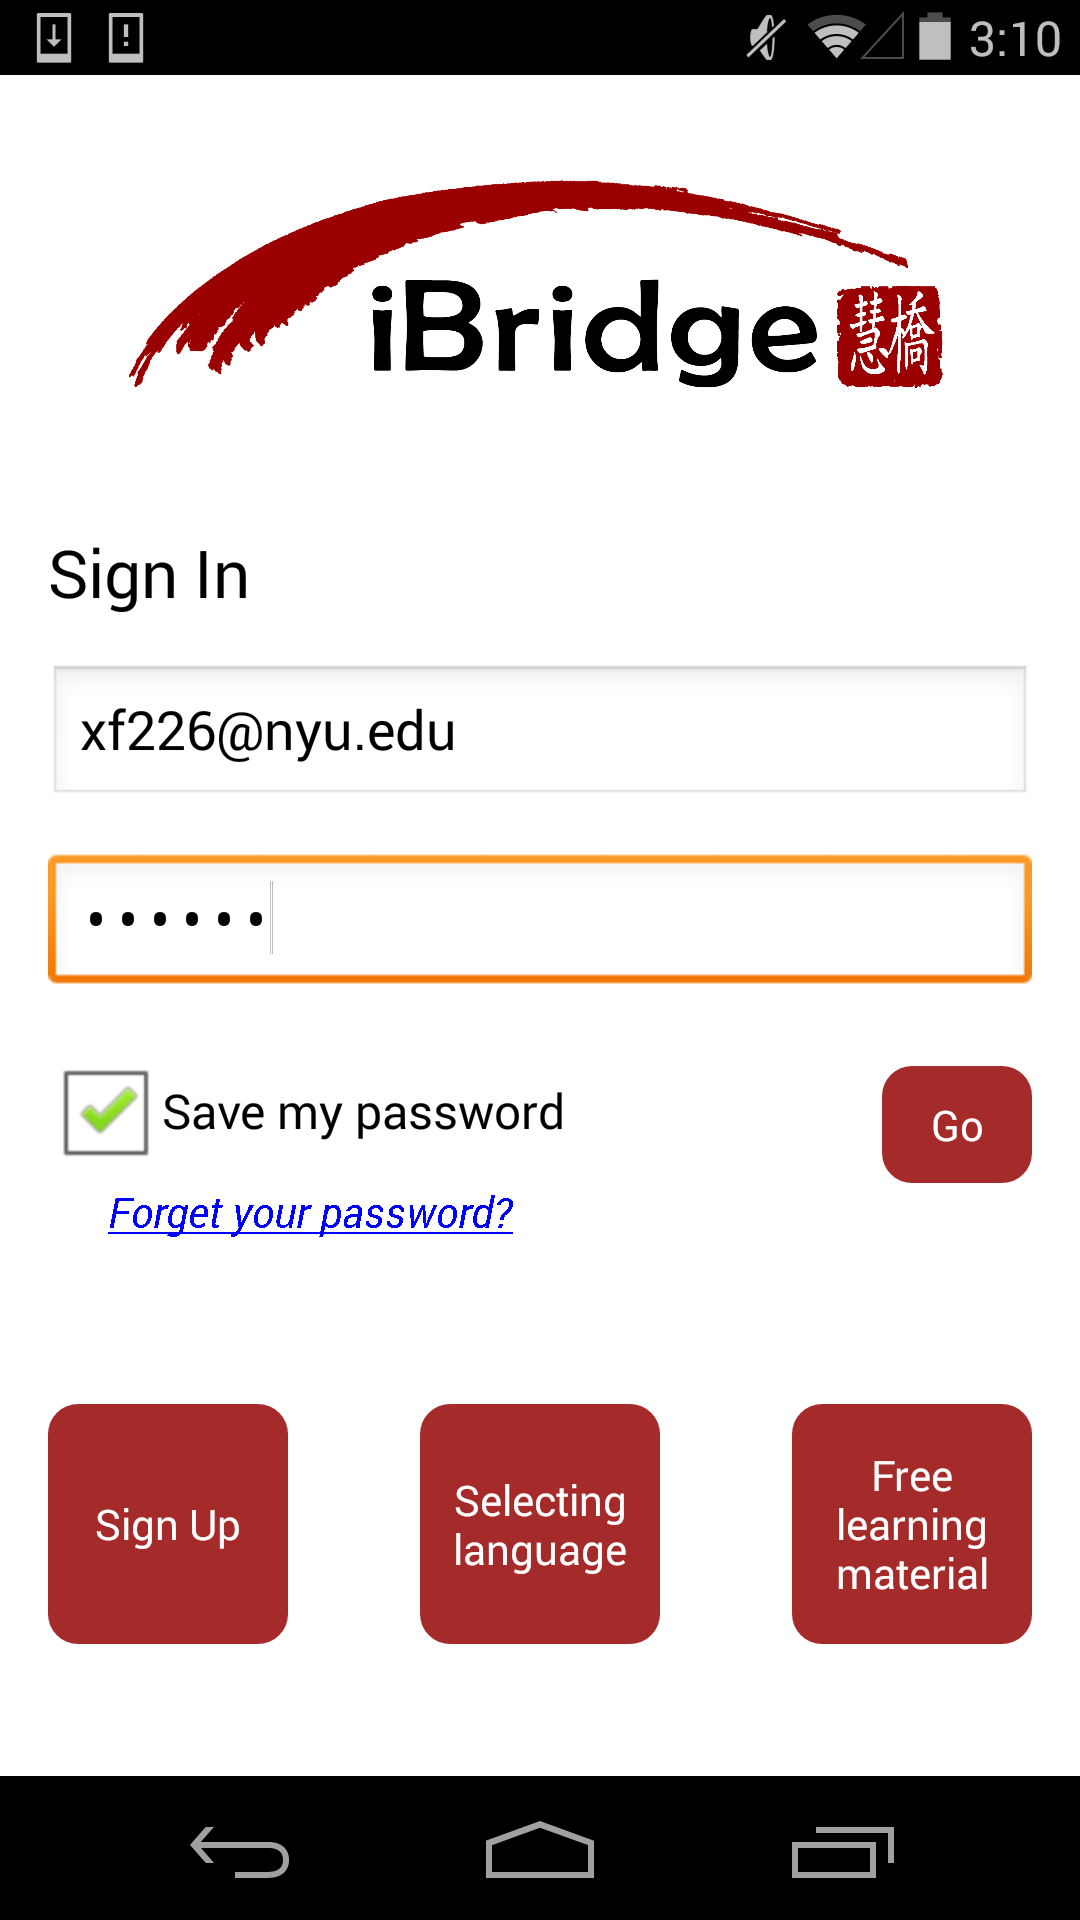 3:10
iBridge 慧橋
Sign In
xf226@nyu.edu
••••••
Save my password
Go
Forget your password?
Sign Up
Selecting
language
Free
learning
material